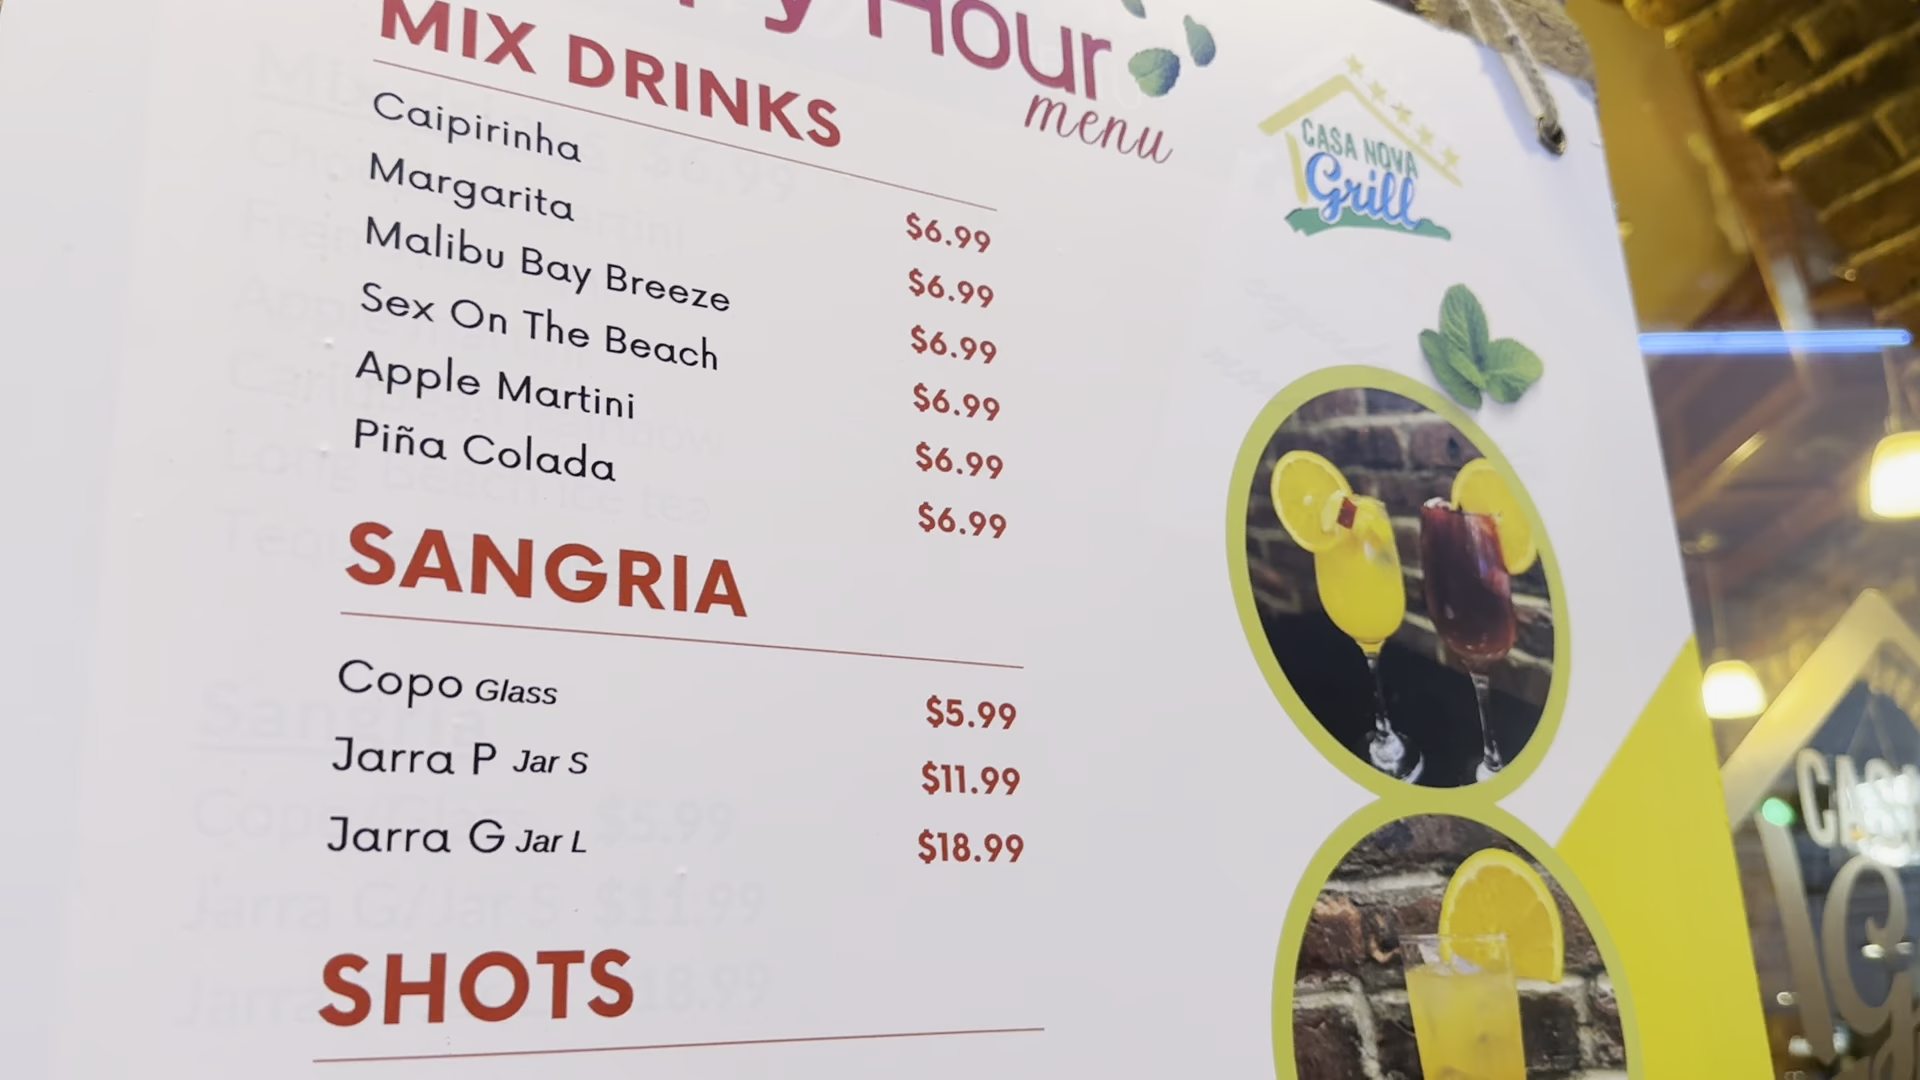 Hour
menu
MIX DRINKS
Caipirinha $6.99
Margarita $6.99
Malibu Bay Breeze $6.99
Sex On The Beach $6.99
Apple Martini $6.99
Piña Colada $6.99
SANGRIA
Copo Glass $5.99
Jarra P Jar S $11.99
Jarra G Jar L $18.99
SHOTS
CASA NOVA
Grill